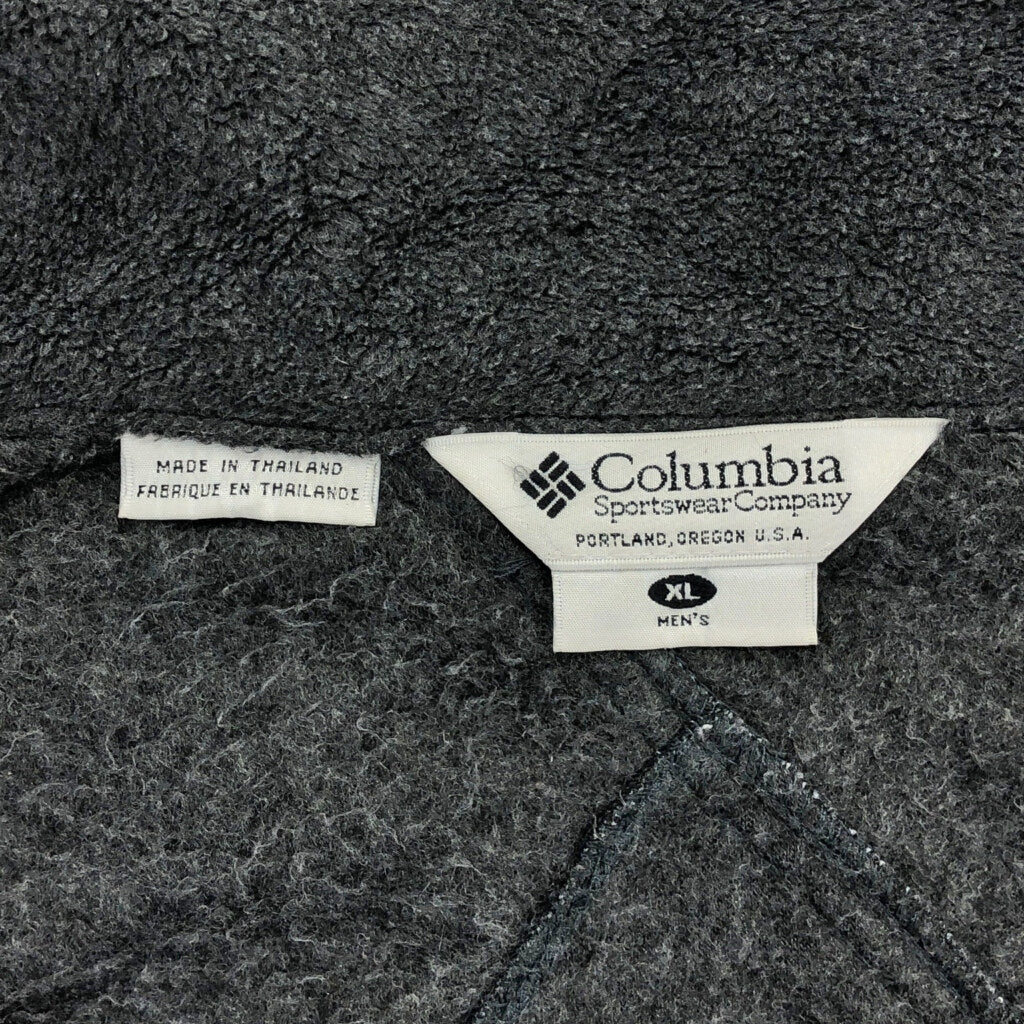 MADE IN THAILAND
FABRIQUE EN THAILANDE
Columbia
Sportswear Company
PORTLAND, OREGON U.S.A.
XL
MEN'S